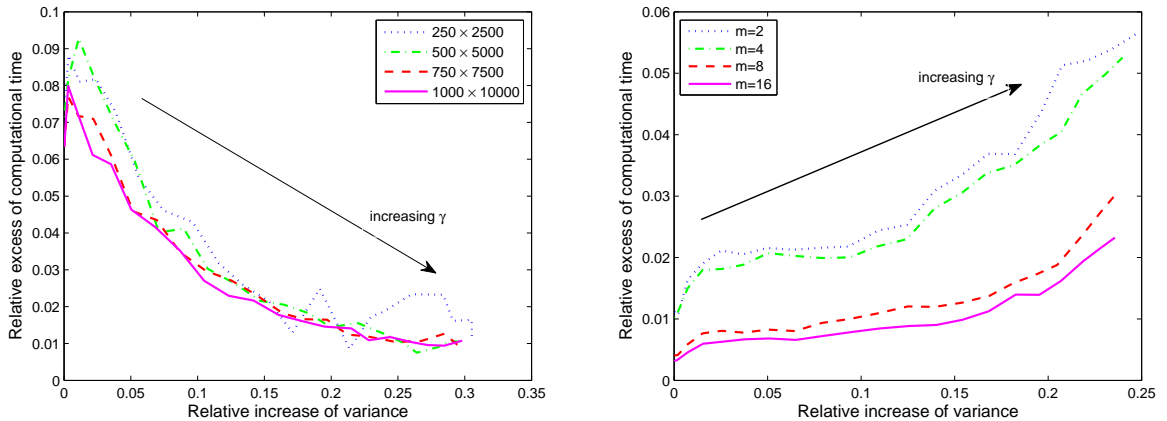 Relative excess of computational time
0.1
0.09
0.08
0.07
0.06
0.05
0.04
0.03
0.02
0.01
0
250 × 2500
500 × 5000
750 × 7500
1000 × 10000
increasing γ
0 0.05 0.1 0.15 0.2 0.25 0.3 0.35
Relative increase of variance
Relative excess of computational time
0.06
0.05
0.04
0.03
0.02
0.01
0
m=2
m=4
m=8
m=16
increasing γ
0 0.05 0.1 0.15 0.2 0.25
Relative increase of variance